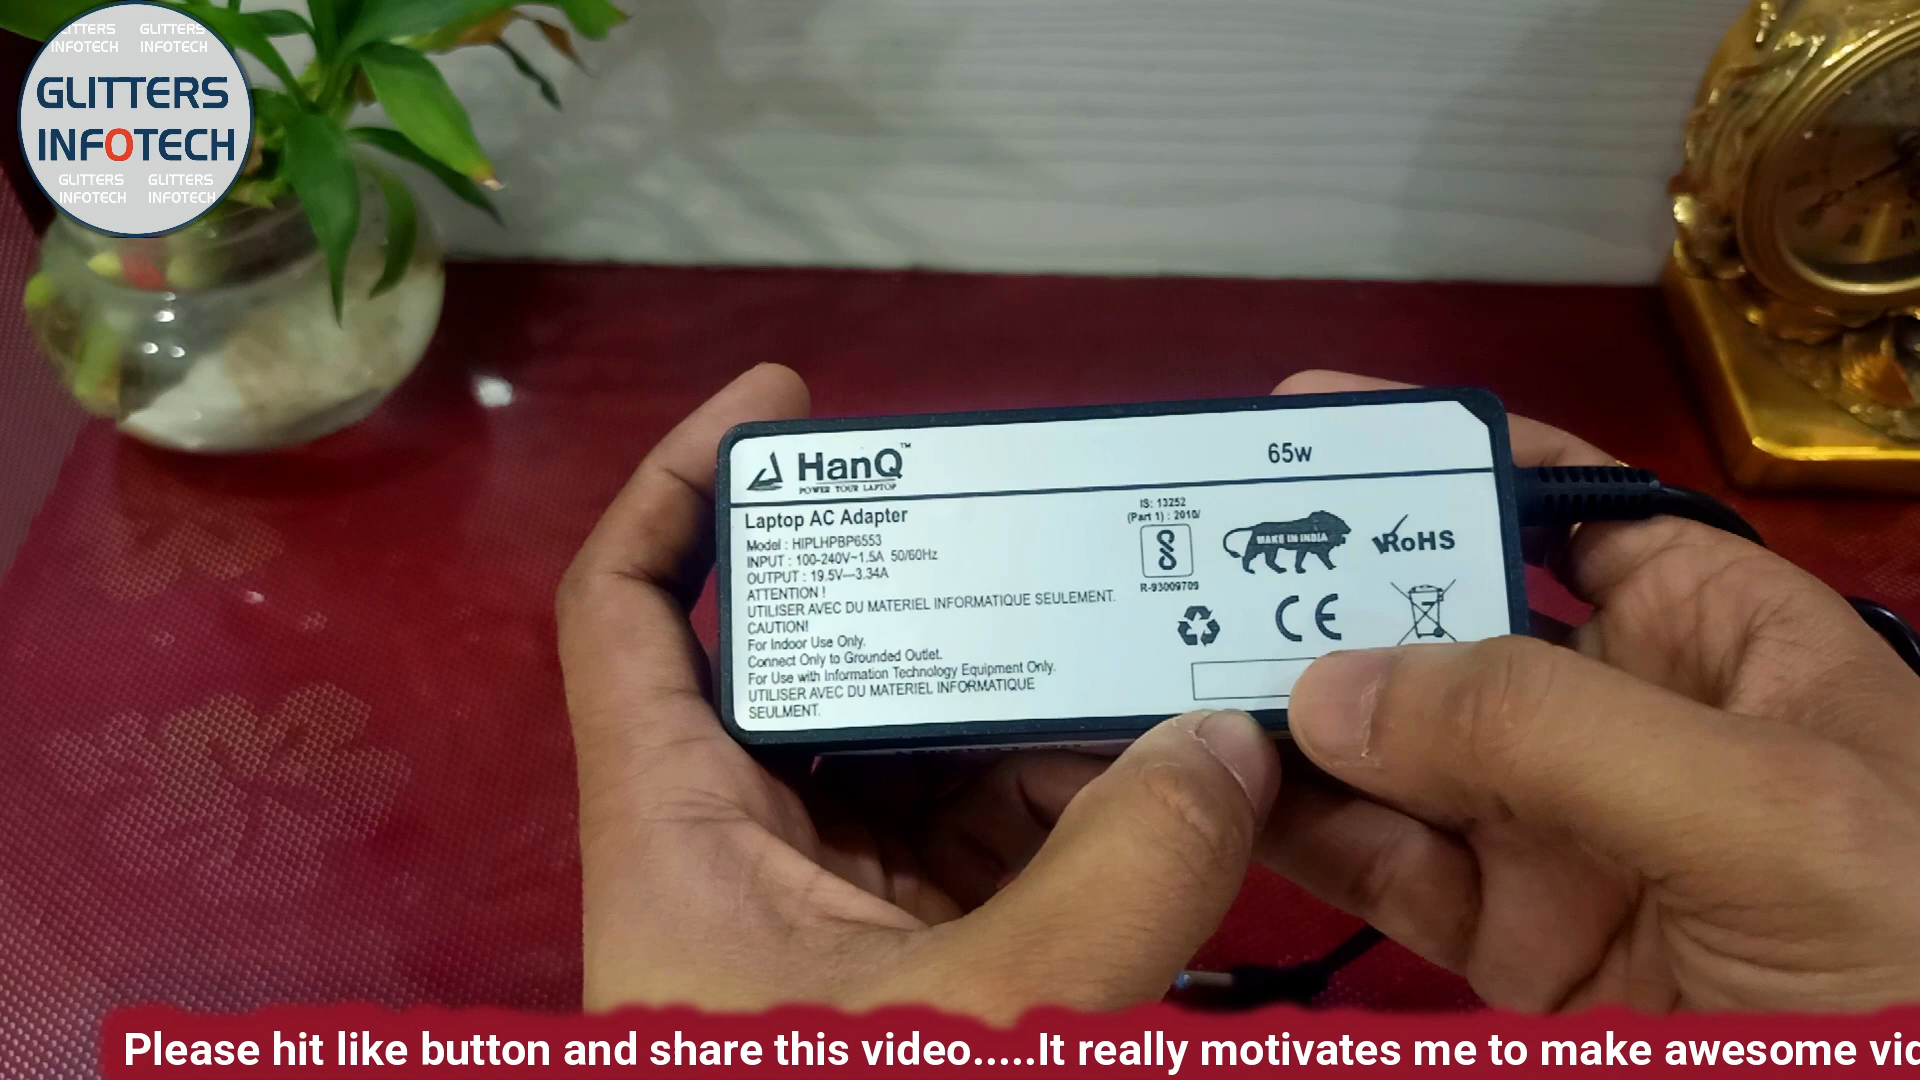 GLITTERS GLITTERS
INFOTECH INFOTECH
GLITTERS
INFOTECH
GLITTERS GLITTERS
INFOTECH INFOTECH
HanQ™
POWER YOUR LAPTOP
65w
Laptop AC Adapter
Model : HIPLHPBP6553
INPUT : 100-240V~1.5A 50/60Hz
OUTPUT : 19.5V—3.34A
ATTENTION !
UTILISER AVEC DU MATERIEL INFORMATIQUE SEULEMENT.
CAUTION!
For Indoor Use Only.
Connect Only to Grounded Outlet.
For Use with Information Technology Equipment Only.
UTILISER AVEC DU MATERIEL INFORMATIQUE
SEULMENT.
IS: 13252
(Part 1) : 2010/
R-93009709
MAKE IN INDIA
RoHS
CE
Please hit like button and share this video.....It really motivates me to make awesome vid